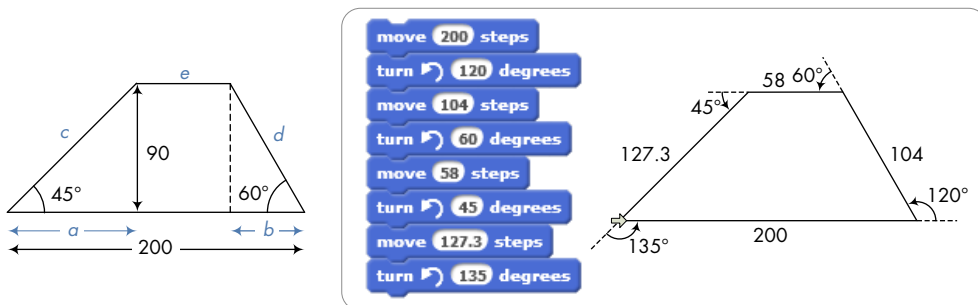 e
c
d
90
45°
60°
a
b
200
move 200 steps
turn 120 degrees
move 104 steps
turn 60 degrees
move 58 steps
turn 45 degrees
move 127.3 steps
turn 135 degrees
58
60°
45°
127.3
104
120°
200
135°